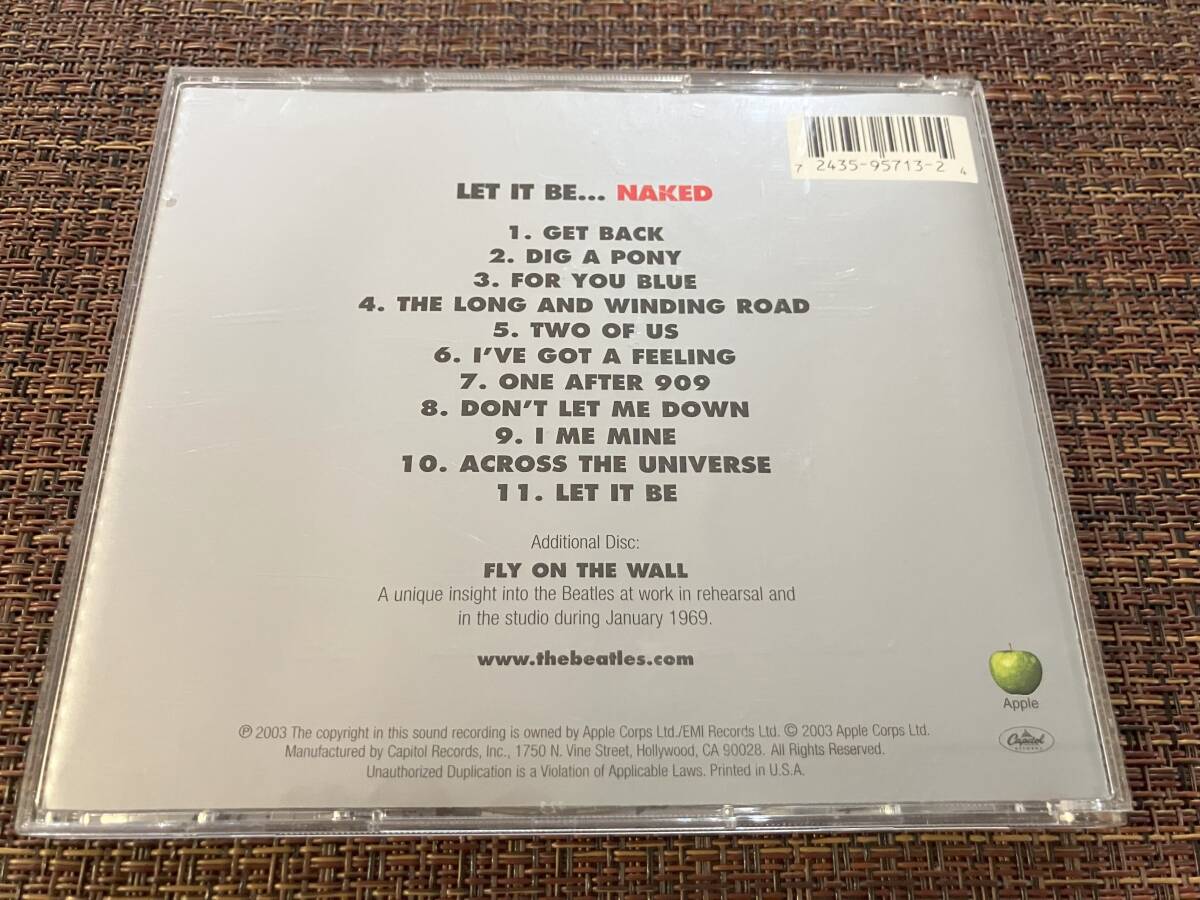 7 2435-95713-2 4
LET IT BE... NAKED
1. GET BACK
2. DIG A PONY
3. FOR YOU BLUE
4. THE LONG AND WINDING ROAD
5. TWO OF US
6. I'VE GOT A FEELING
7. ONE AFTER 909
8. DON'T LET ME DOWN
9. I ME MINE
10. ACROSS THE UNIVERSE
11. LET IT BE
Additional Disc:
FLY ON THE WALL
A unique insight into the Beatles at work in rehearsal and
in the studio during January 1969.
www.thebeatles.com
Apple
Capitol
RECORDS
℗ 2003 The copyright in this sound recording is owned by Apple Corps Ltd./EMI Records Ltd. © 2003 Apple Corps Ltd.
Manufactured by Capitol Records, Inc., 1750 N. Vine Street, Hollywood, CA 90028. All Rights Reserved.
Unauthorized Duplication is a Violation of Applicable Laws. Printed in U.S.A.